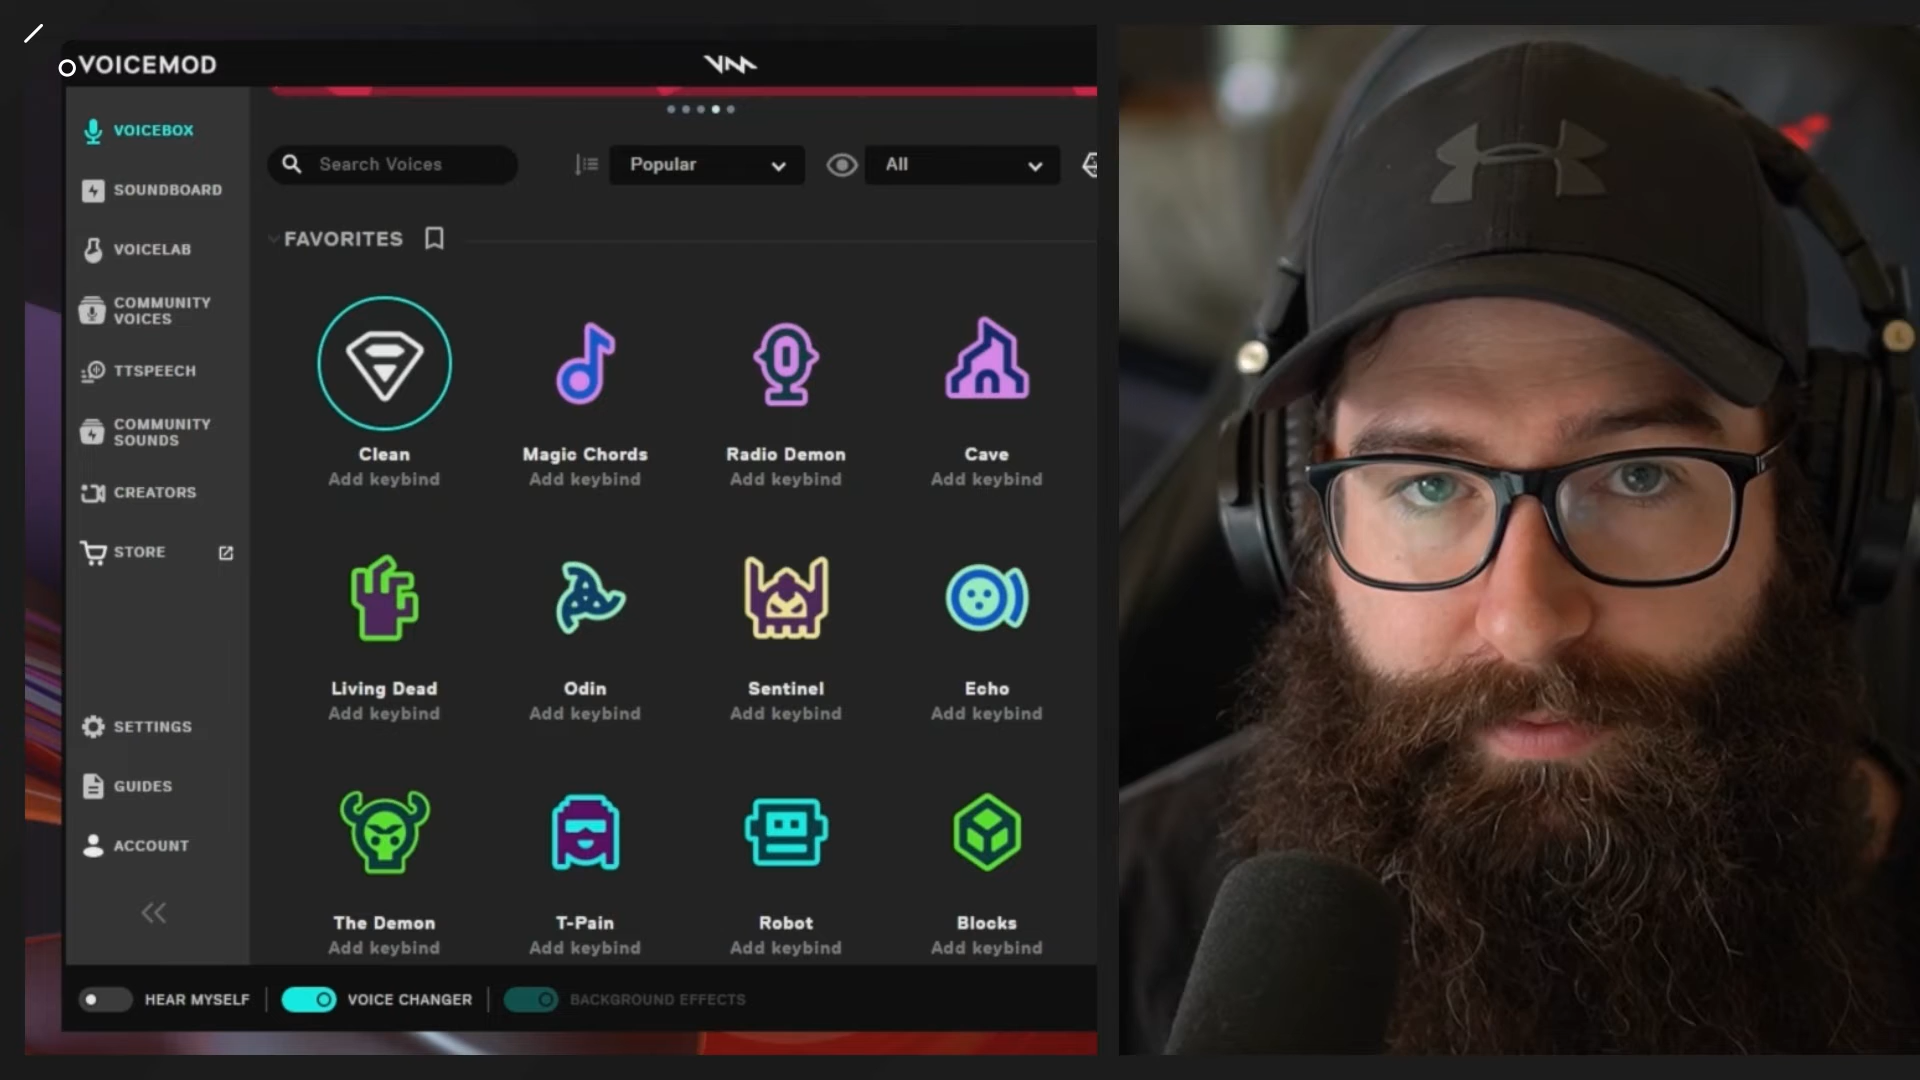 VOICEMOD
VOICEBOX
SOUNDBOARD
VOICELAB
COMMUNITY
VOICES
TTSPEECH
COMMUNITY
SOUNDS
CREATORS
STORE
SETTINGS
GUIDES
ACCOUNT
Search Voices
Popular
All
FAVORITES
Clean
Add keybind
Magic Chords
Add keybind
Radio Demon
Add keybind
Cave
Add keybind
Living Dead
Add keybind
Odin
Add keybind
Sentinel
Add keybind
Echo
Add keybind
The Demon
Add keybind
T-Pain
Add keybind
Robot
Add keybind
Blocks
Add keybind
HEAR MYSELF
VOICE CHANGER
BACKGROUND EFFECTS